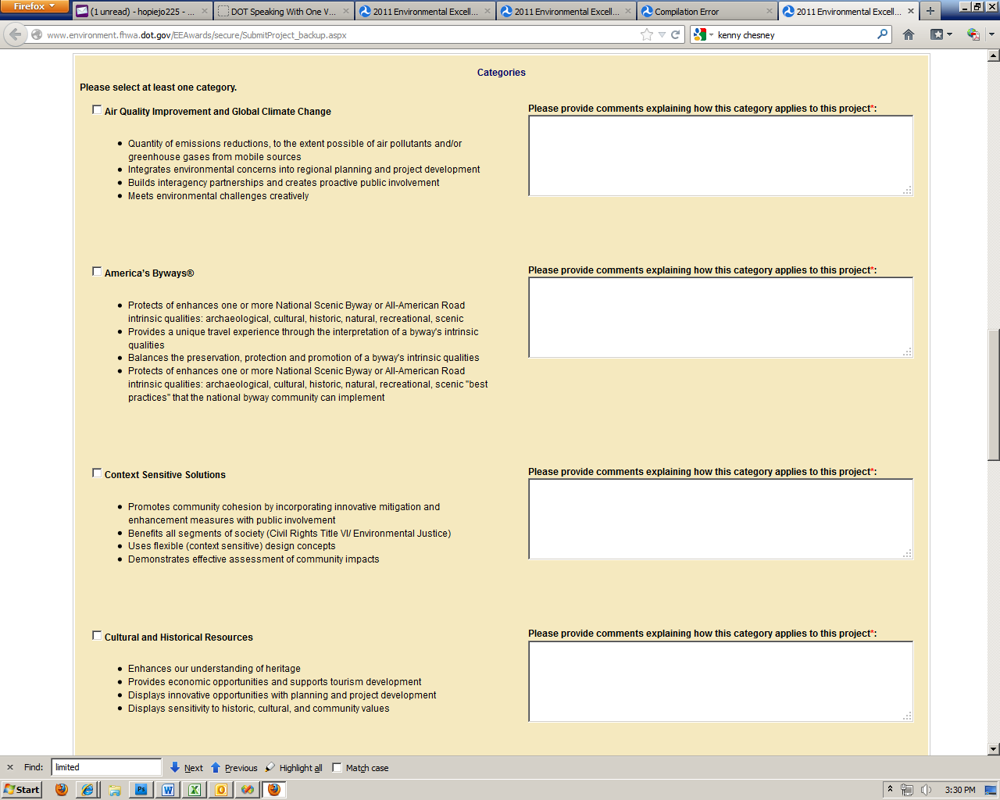 Firefox
(1 unread) - hopiejo225 - ...
DOT Speaking With One V...
2011 Environmental Excell...
2011 Environmental Excell...
Compilation Error
2011 Environmental Excell...
www.environment.fhwa.dot.gov/EEAwards/secure/SubmitProject_backup.aspx
kenny chesney
Categories
Please select at least one category.
Air Quality Improvement and Global Climate Change
Please provide comments explaining how this category applies to this project*:
Quantity of emissions reductions, to the extent possible of air pollutants and/or
greenhouse gases from mobile sources
Integrates environmental concerns into regional planning and project development
Builds interagency partnerships and creates proactive public involvement
Meets environmental challenges creatively
America's Byways®
Please provide comments explaining how this category applies to this project*:
Protects of enhances one or more National Scenic Byway or All-American Road
intrinsic qualities: archaeological, cultural, historic, natural, recreational, scenic
Provides a unique travel experience through the interpretation of a byway's intrinsic
qualities
Balances the preservation, protection and promotion of a byway's intrinsic qualities
Protects of enhances one or more National Scenic Byway or All-American Road
intrinsic qualities: archaeological, cultural, historic, natural, recreational, scenic "best
practices" that the national byway community can implement
Context Sensitive Solutions
Please provide comments explaining how this category applies to this project*:
Promotes community cohesion by incorporating innovative mitigation and
enhancement measures with public involvement
Benefits all segments of society (Civil Rights Title VI/ Environmental Justice)
Uses flexible (context sensitive) design concepts
Demonstrates effective assessment of community impacts
Cultural and Historical Resources
Please provide comments explaining how this category applies to this project*:
Enhances our understanding of heritage
Provides economic opportunities and supports tourism development
Displays innovative opportunities with planning and project development
Displays sensitivity to historic, cultural, and community values
Find: limited Next Previous Highlight all Match case
Start 3:30 PM